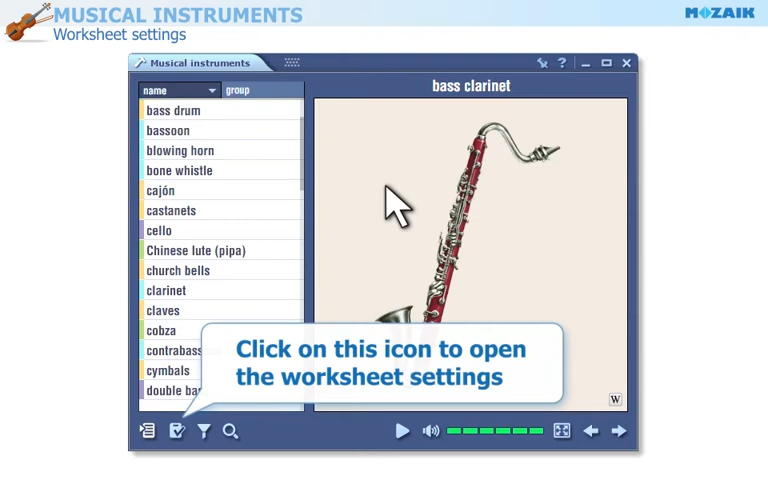 MUSICAL INSTRUMENTS
Worksheet settings
MOZAIK
Musical instruments
?
name
group
bass clarinet
bass drum
bassoon
blowing horn
bone whistle
cajón
castanets
cello
Chinese lute (pipa)
church bells
clarinet
claves
cobza
contrabass
cymbals
double ba
Click on this icon to open
the worksheet settings
W